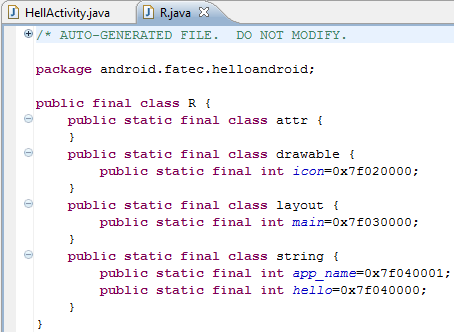 HellActivity.java
R.java
/* AUTO-GENERATED FILE.  DO NOT MODIFY.
package android.fatec.helloandroid;
public final class R {
    public static final class attr {
    }
    public static final class drawable {
        public static final int icon=0x7f020000;
    }
    public static final class layout {
        public static final int main=0x7f030000;
    }
    public static final class string {
        public static final int app_name=0x7f040001;
        public static final int hello=0x7f040000;
    }
}